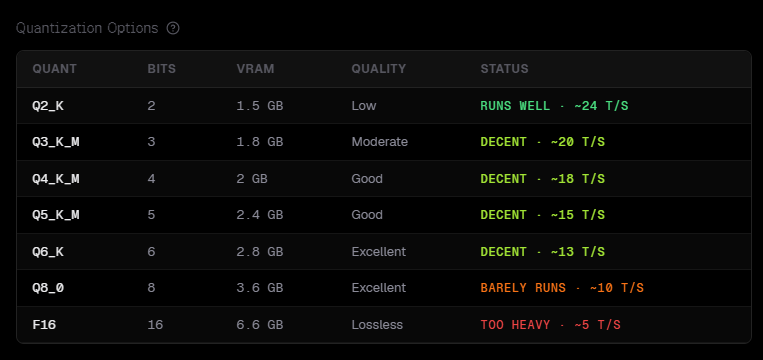 Quantization Options ?
QUANT BITS VRAM QUALITY STATUS
Q2_K 2 1.5 GB Low RUNS WELL · ~24 T/S
Q3_K_M 3 1.8 GB Moderate DECENT · ~20 T/S
Q4_K_M 4 2 GB Good DECENT · ~18 T/S
Q5_K_M 5 2.4 GB Good DECENT · ~15 T/S
Q6_K 6 2.8 GB Excellent DECENT · ~13 T/S
Q8_0 8 3.6 GB Excellent BARELY RUNS · ~10 T/S
F16 16 6.6 GB Lossless TOO HEAVY · ~5 T/S